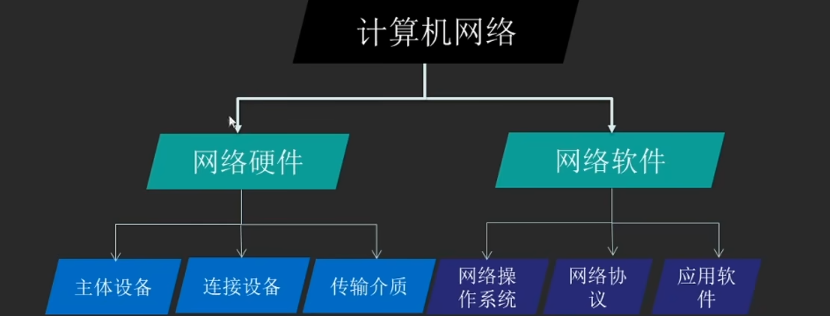 计算机网络
网络硬件
网络软件
主体设备
连接设备
传输介质
网络操
作系统
网络协
议
应用软
件